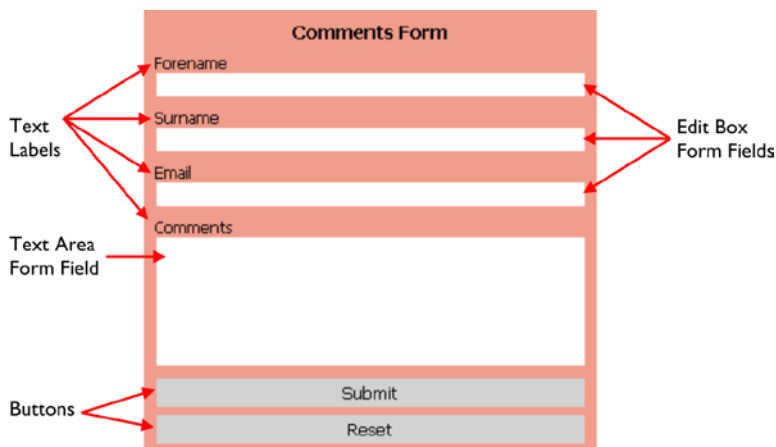 Comments Form
Forename
Surname
Text
Labels
Edit Box
Form Fields
Email
Comments
Text Area
Form Field
Submit
Buttons
Reset